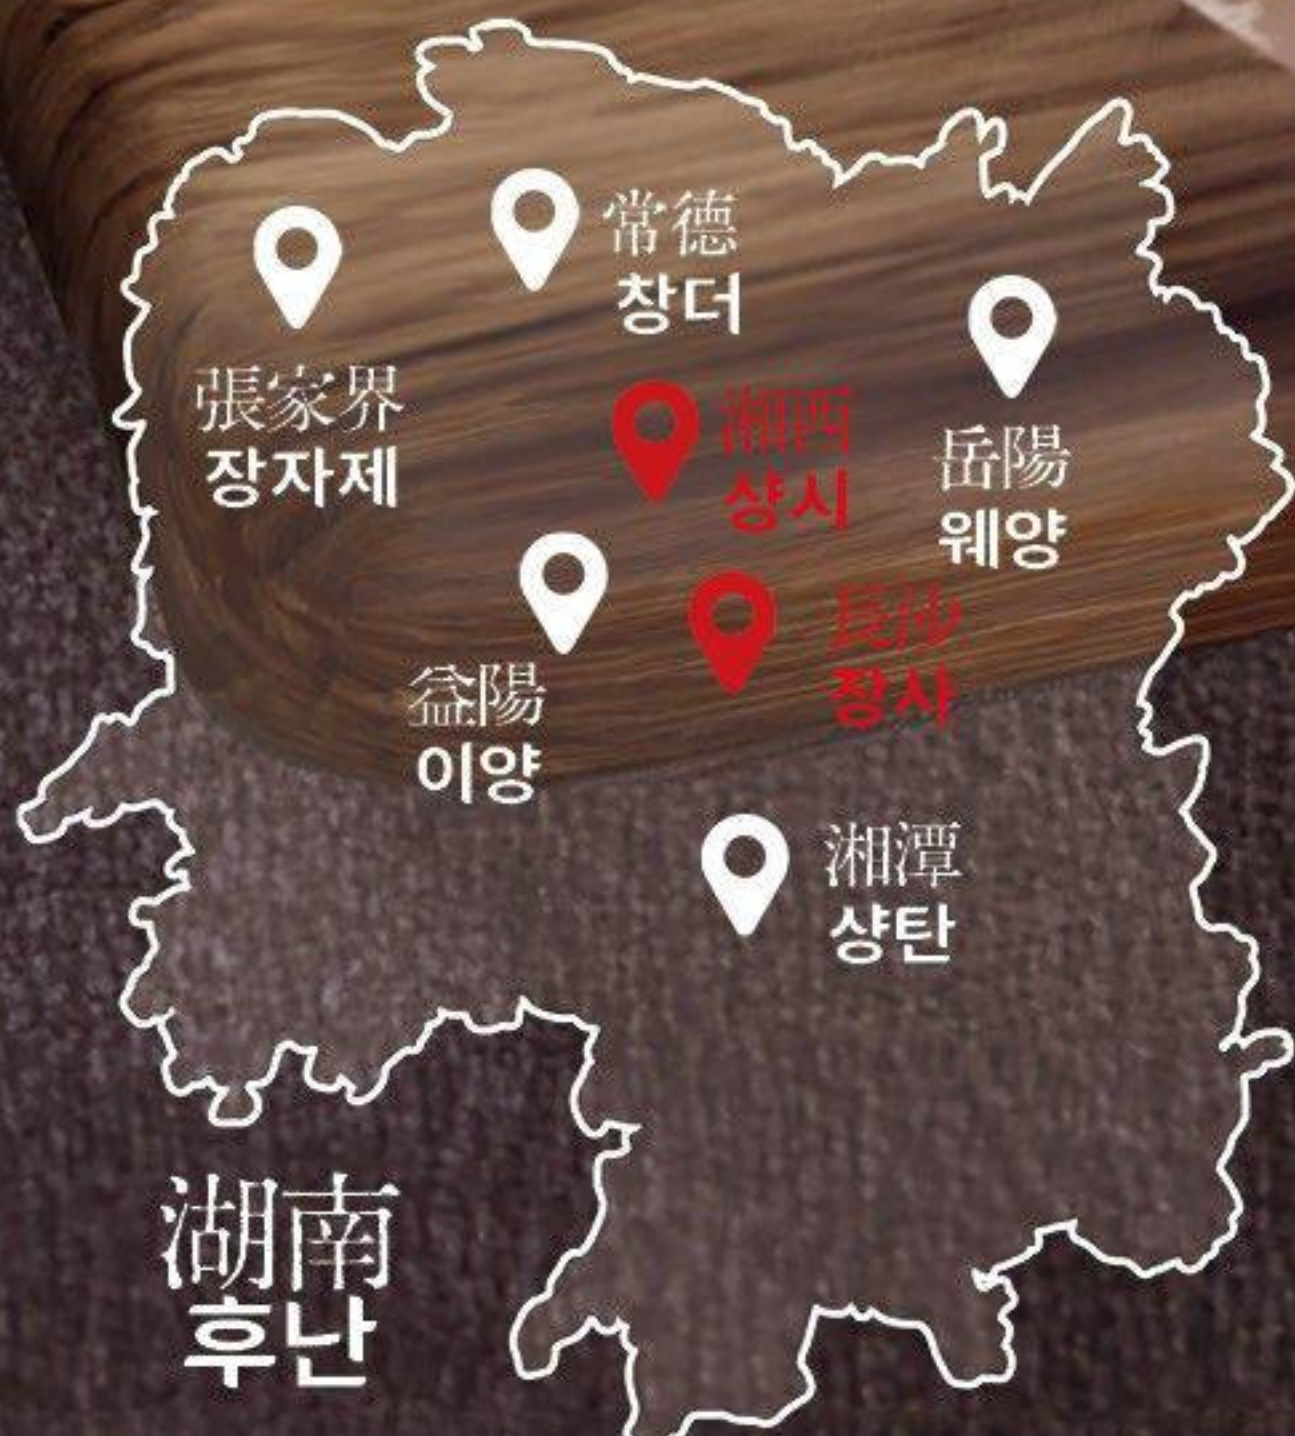 常德
창더
張家界
장자제
湘西
샹시
岳陽
웨양
長沙
장사
益陽
이양
湘潭
샹탄
湖南
후난